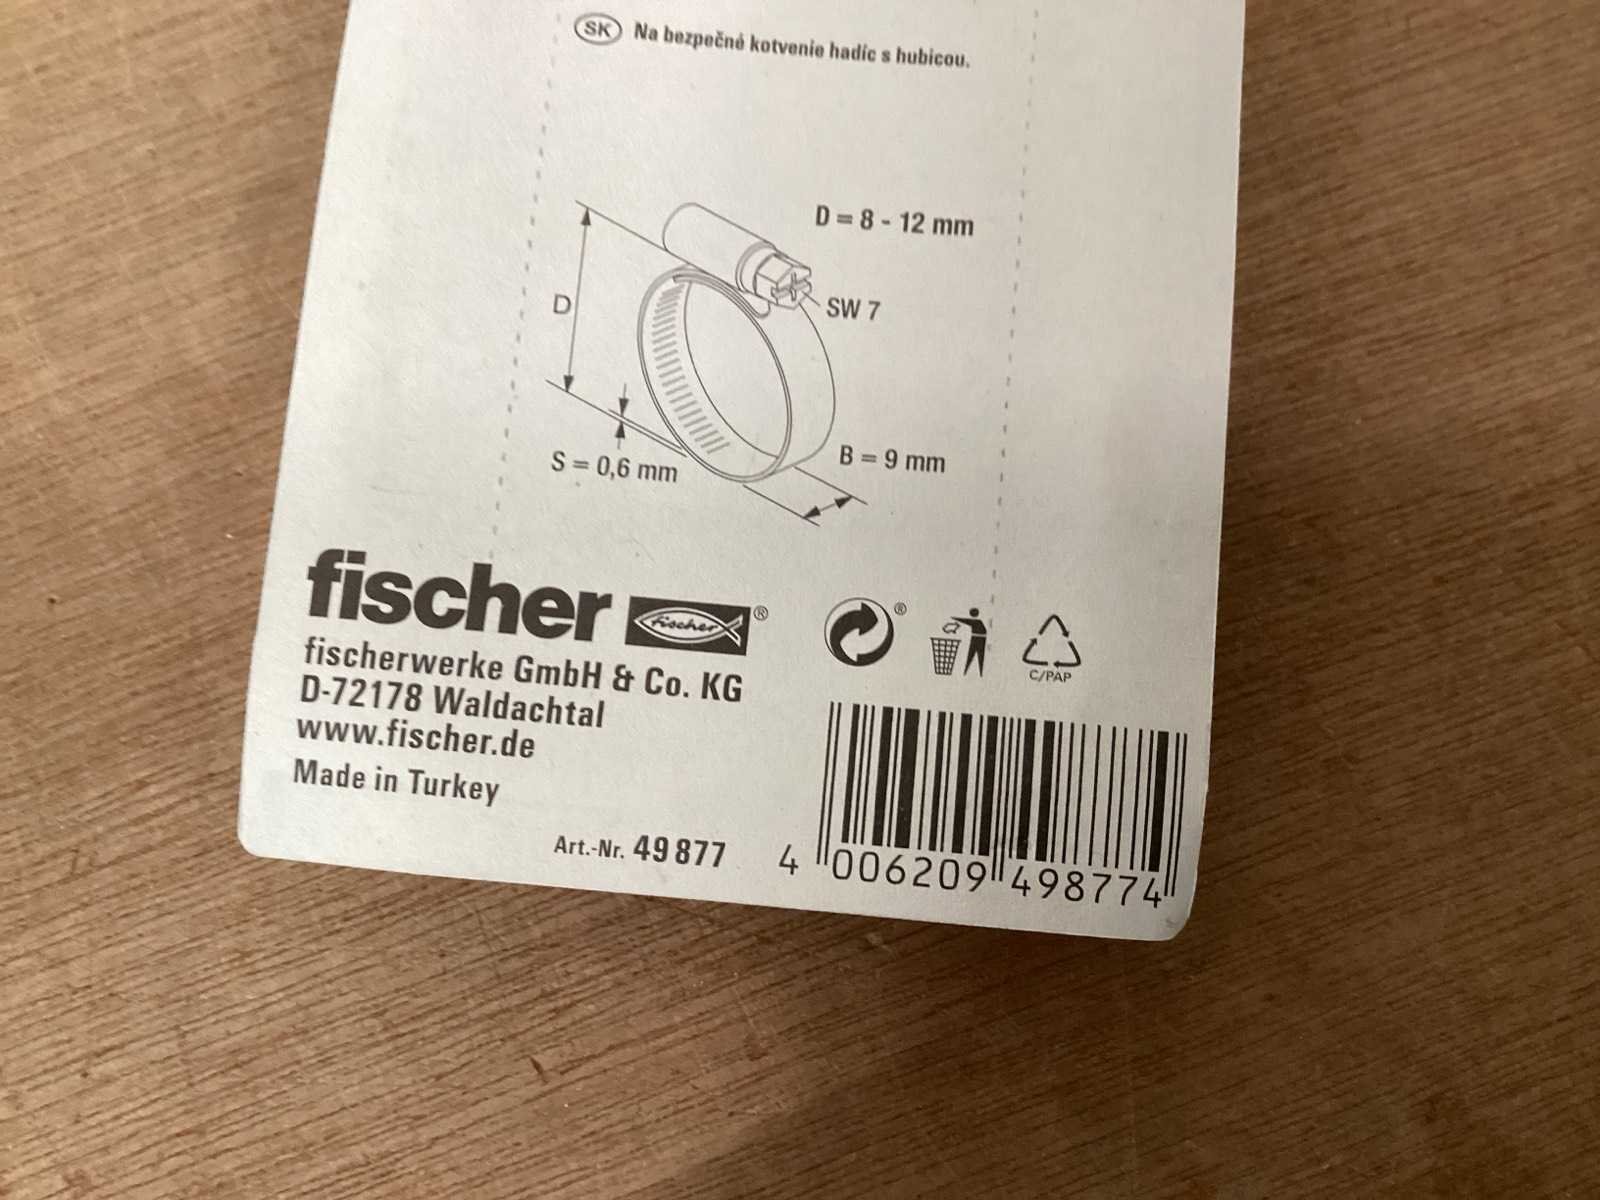 SK Na bezpečné kotvenie hadíc s hubicou.
D = 8 - 12 mm
D
SW 7
B = 9 mm
S = 0,6 mm
fischer fischer ®
®
C/PAP
fischerwerke GmbH & Co. KG
D-72178 Waldachtal
www.fischer.de
Made in Turkey
Art.-Nr. 49 877
4 006209 498774